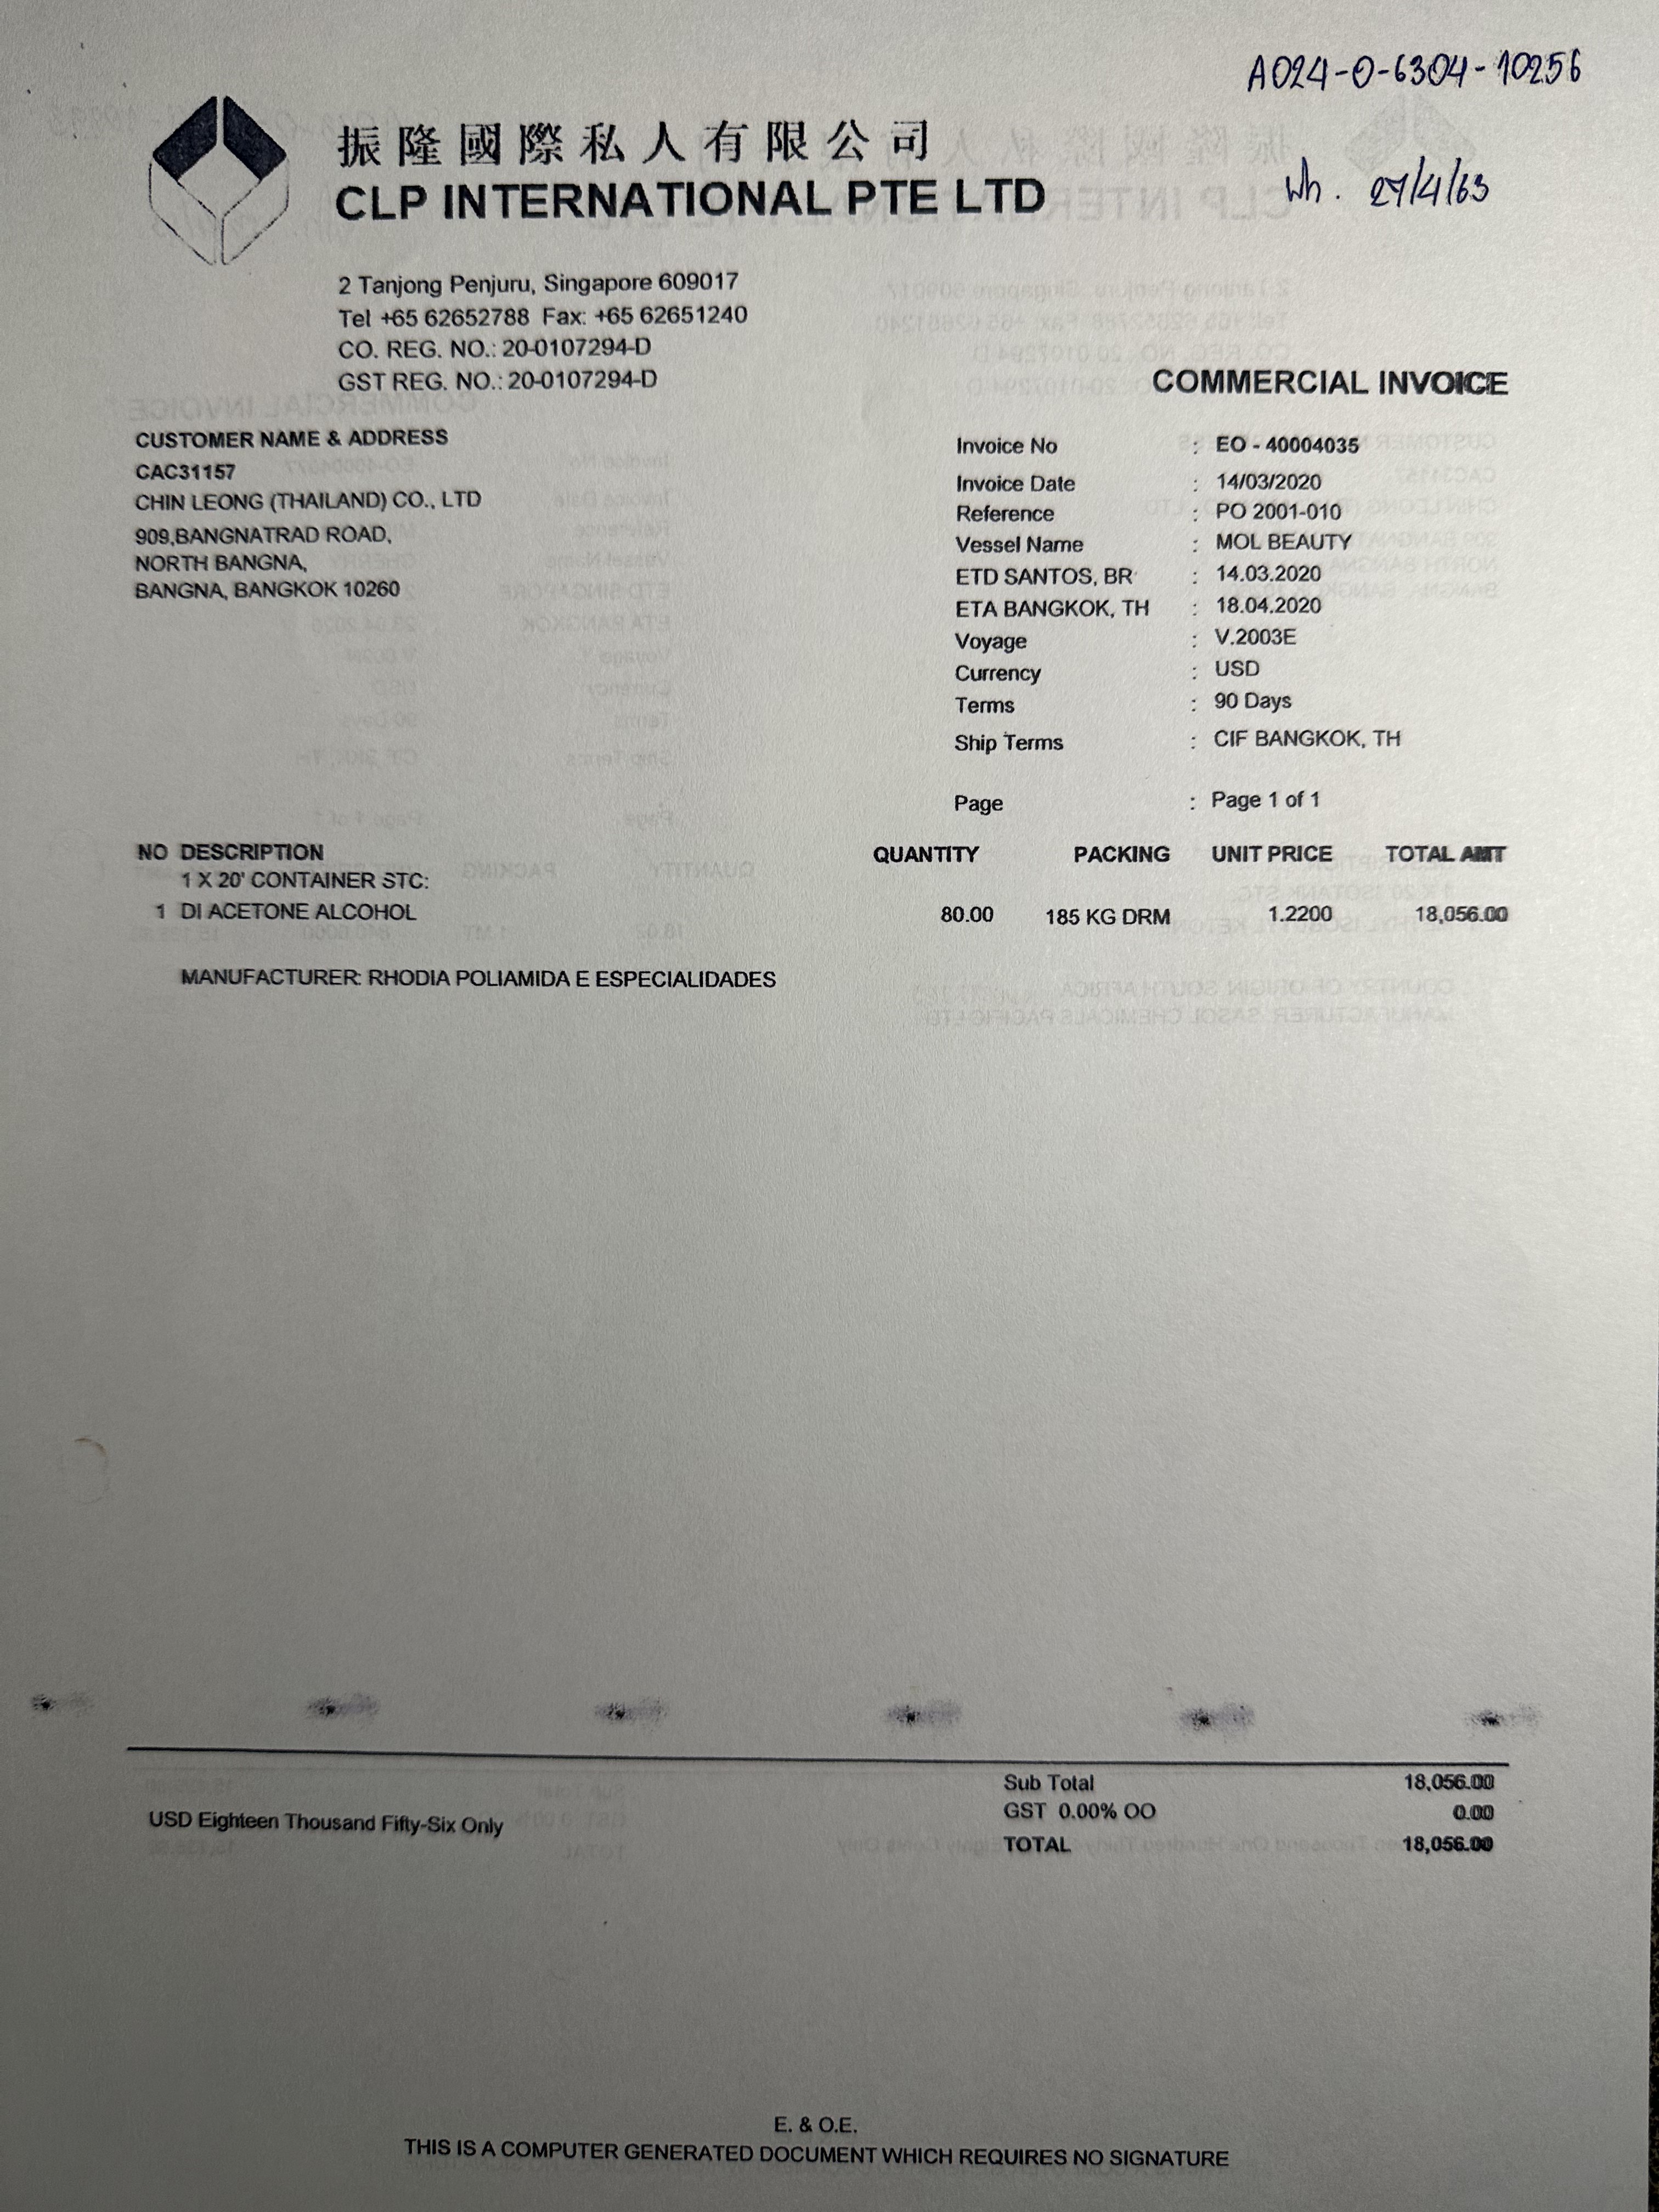 A024-0-6304-10256
振隆國際私人有限公司
CLP INTERNATIONAL PTE LTD
27/4/63
2 Tanjong Penjuru, Singapore 609017
Tel +65 62652788 Fax: +65 62651240
CO. REG. NO.: 20-0107294-D
GST REG. NO.: 20-0107294-D
COMMERCIAL INVOICE
CUSTOMER NAME & ADDRESS
CAC31157
CHIN LEONG (THAILAND) CO., LTD
909,BANGNATRAD ROAD,
NORTH BANGNA,
BANGNA, BANGKOK 10260
Invoice No : EO - 40004035
Invoice Date : 14/03/2020
Reference : PO 2001-010
Vessel Name : MOL BEAUTY
ETD SANTOS, BR : 14.03.2020
ETA BANGKOK, TH : 18.04.2020
Voyage : V.2003E
Currency : USD
Terms : 90 Days
Ship Terms : CIF BANGKOK, TH
Page : Page 1 of 1
NO DESCRIPTION QUANTITY PACKING UNIT PRICE TOTAL AMT
1 X 20' CONTAINER STC:
1 DI ACETONE ALCOHOL 80.00 185 KG DRM 1.2200 18,056.00
MANUFACTURER: RHODIA POLIAMIDA E ESPECIALIDADES
Sub Total 18,056.00
GST 0.00% OO 0.00
USD Eighteen Thousand Fifty-Six Only
TOTAL 18,056.00
E. & O.E.
THIS IS A COMPUTER GENERATED DOCUMENT WHICH REQUIRES NO SIGNATURE